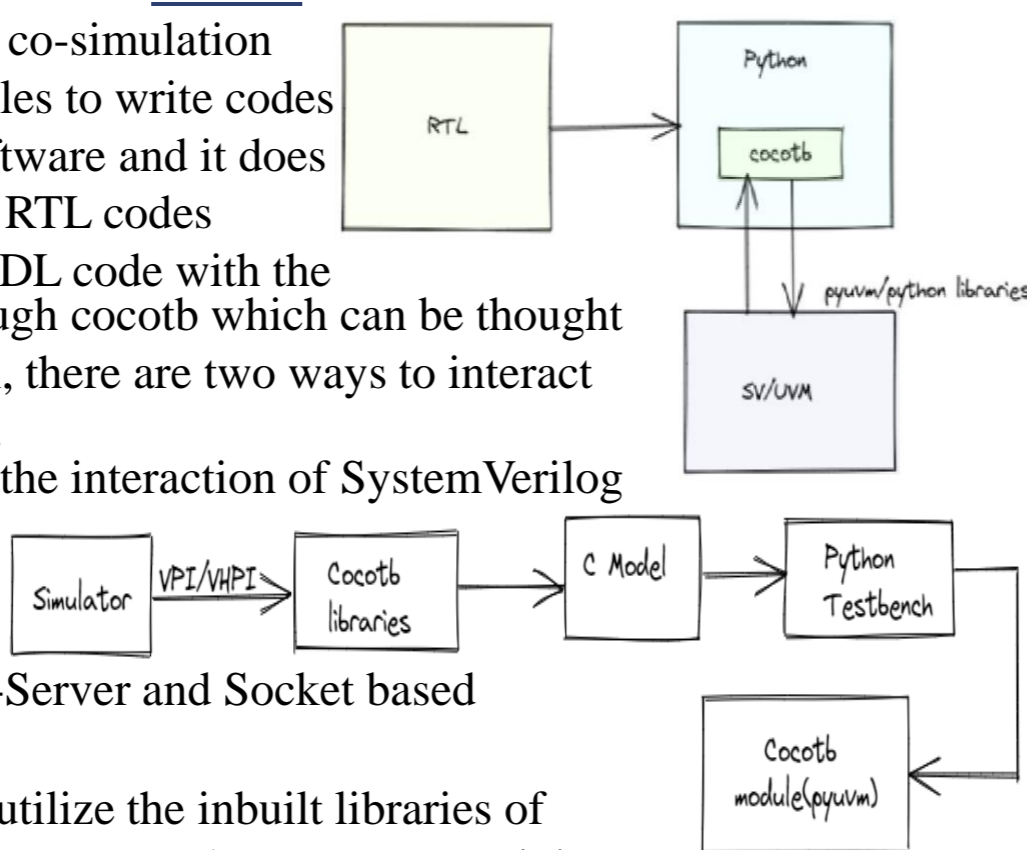 co-simulation
les to write codes
tware and it does
RTL codes
DL code with the
ugh cocotb which can be thought
, there are two ways to interact
the interaction of SystemVerilog
-Server and Socket based
utilize the inbuilt libraries of
RTL
Python
cocotb
pyuvm/python libraries
SV/UVM
Simulator
VPI/VHPI
Cocotb
libraries
C Model
Python
Testbench
Cocotb
module(pyuvm)